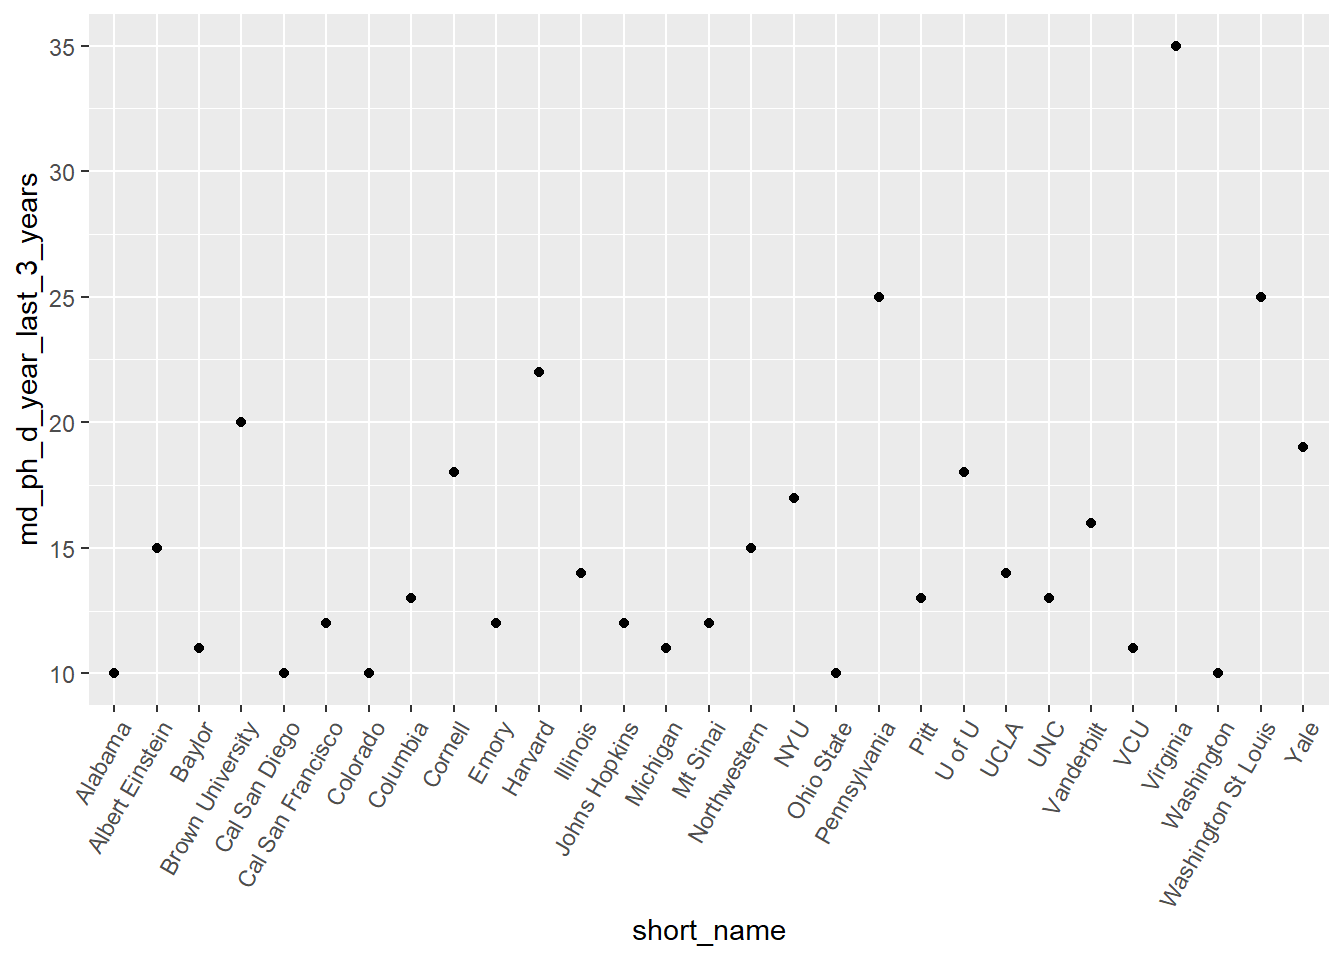 md_ph_d_year_last_3_years
35
30
25
20
15
10
Alabama
Albert Einstein
Baylor
Brown University
Cal San Diego
Cal San Francisco
Colorado
Columbia
Cornell
Emory
Harvard
Illinois
Johns Hopkins
Michigan
Mt Sinai
Northwestern
NYU
Ohio State
Pennsylvania
Pitt
U of U
UCLA
UNC
Vanderbilt
VCU
Virginia
Washington
Washington St Louis
Yale
short_name